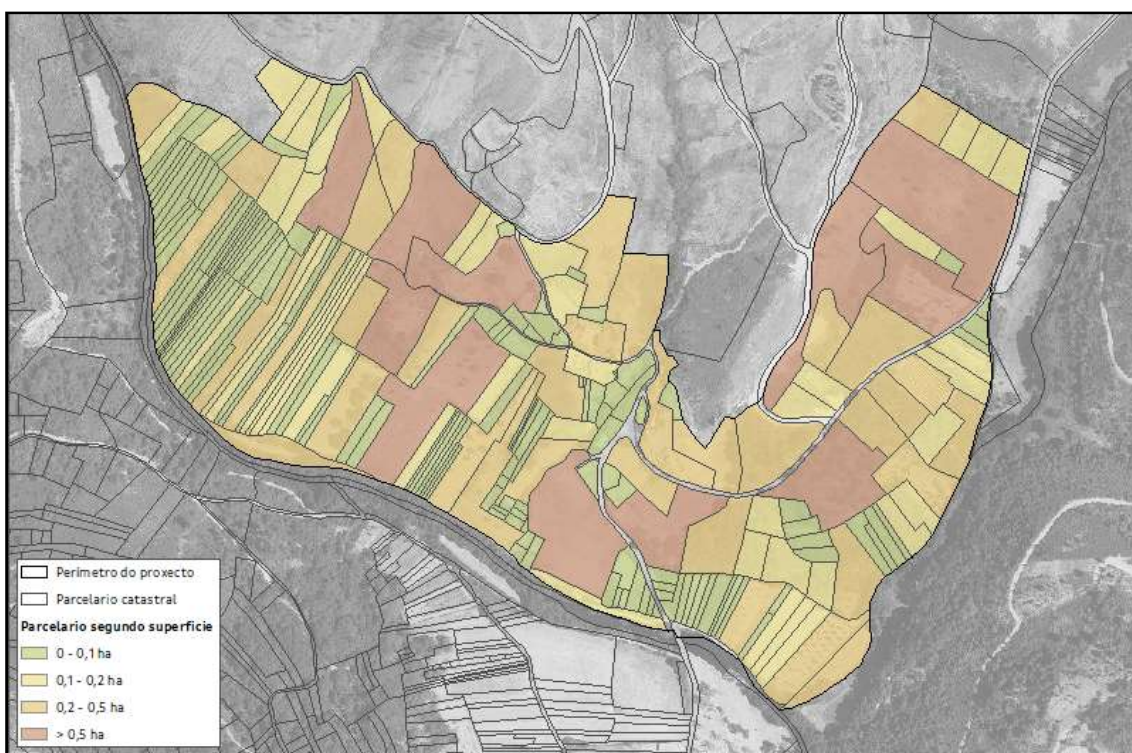 Perímetro do proxecto
Parcelario catastral
Parcelario segundo superficie
0 - 0,1 ha
0,1 - 0,2 ha
0,2 - 0,5 ha
> 0,5 ha